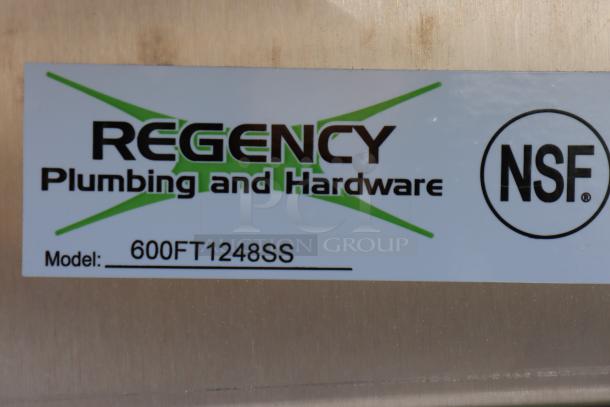 REGENCY
Plumbing and Hardware
NSF®
PCI
AUCTION GROUP
Model: 600FT1248SS